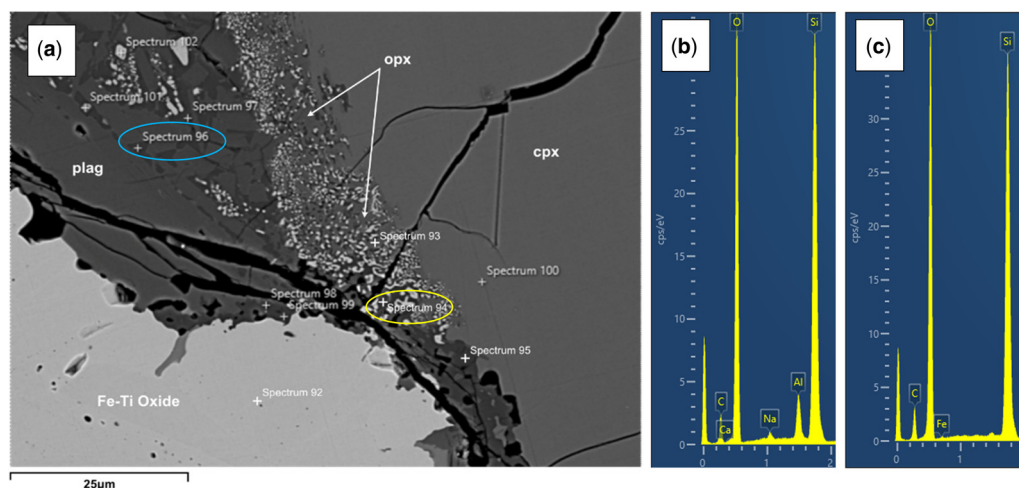 (a)
Spectrum 102
opx
Spectrum 101
Spectrum 97
Spectrum 96
plag
cpx
Spectrum 93
Spectrum 100
Spectrum 98
Spectrum 99
Spectrum 94
Spectrum 95
Fe-Ti Oxide
Spectrum 92
25µm
(b)
O
Si
25
20
cps/eV
15
10
5
Al
C
Na
Ca
0
0
1
2
(c)
O
Si
30
25
cps/eV
20
15
10
5
C
Fe
0
0
1